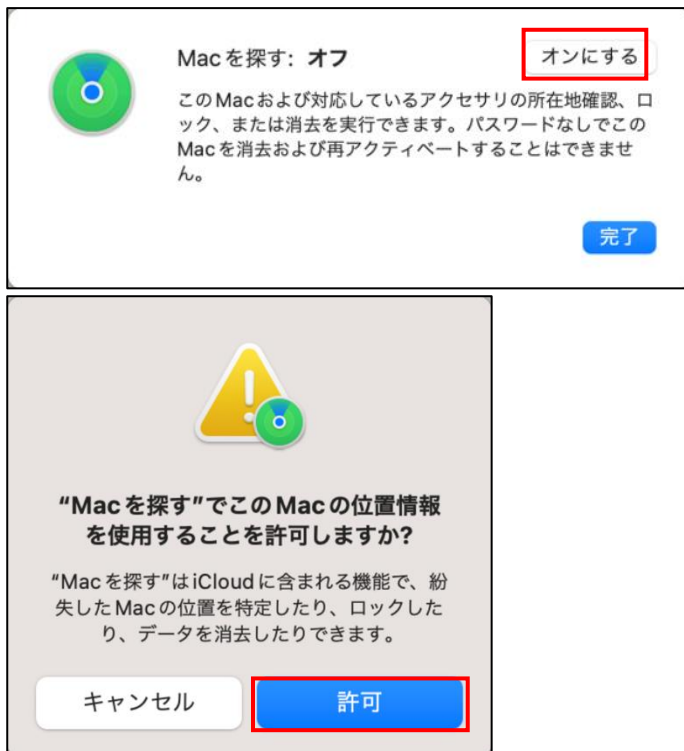 Macを探す: オフ
オンにする
このMacおよび対応しているアクセサリの所在地確認、ロ
ック、または消去を実行できます。パスワードなしでこの
Macを消去および再アクティベートすることはできませ
ん。
完了
“Macを探す”でこのMacの位置情報
を使用することを許可しますか?
“Macを探す”はiCloudに含まれる機能で、紛
失したMacの位置を特定したり、ロックした
り、データを消去したりできます。
キャンセル
許可